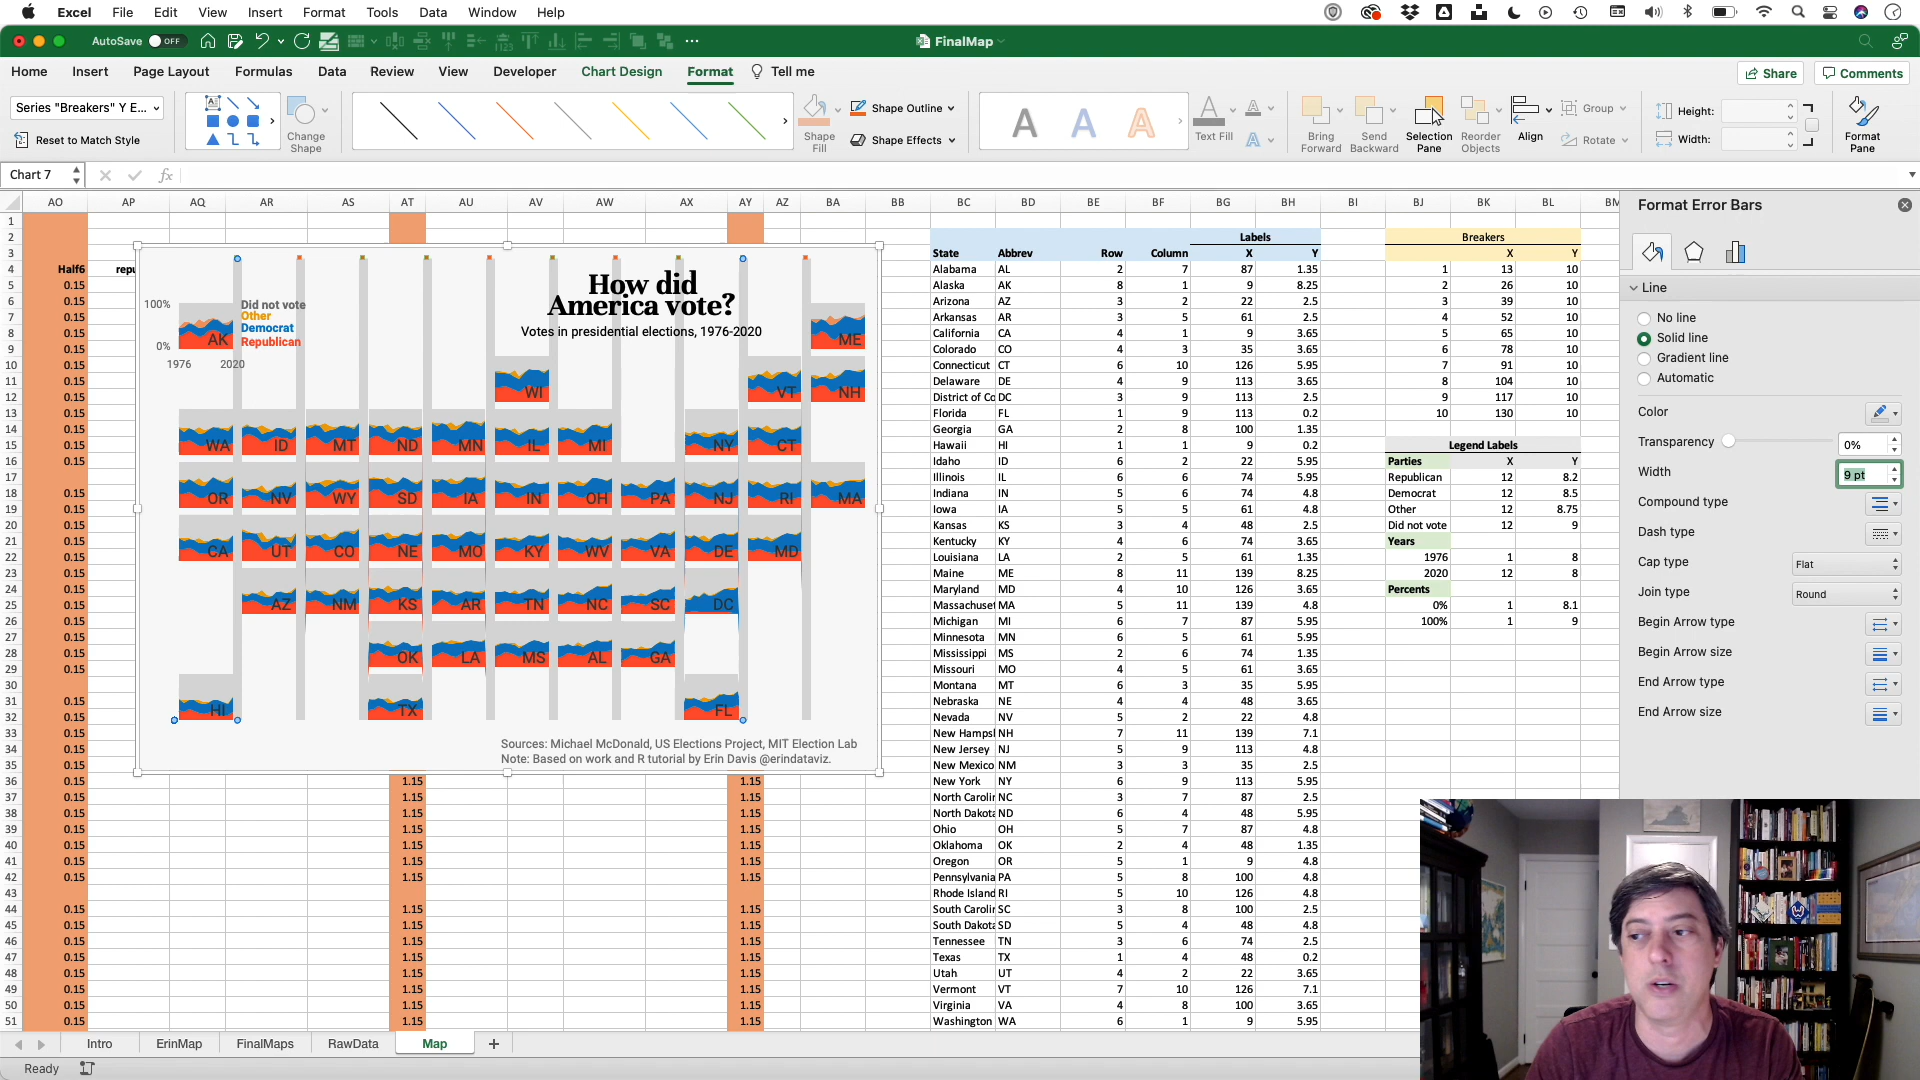 Excel File Edit View Insert Format Tools Data Window Help
AutoSave OFF FinalMap
Home Insert Page Layout Formulas Data Review View Developer Chart Design Format Tell me Share Comments
Series "Breakers" Y E...
Reset to Match Style
Change Shape
Shape Fill
Shape Outline
Shape Effects
A A A
Text Fill
Bring Forward
Send Backward
Selection Pane
Reorder Objects
Align
Group
Rotate
Height:
Width:
Format Pane
Chart 7 fx
AO AP AQ AR AS AT AU AV AW AX AY AZ BA BB BC BD BE BF BG BH BI BJ BK BL BM
Half6 repu
How did
America vote?
Votes in presidential elections, 1976-2020
100%
0%
1976 2020
Did not vote
Other
Democrat
Republican
AK ME
WI VT NH
WA ID MT ND MN IL MI NY CT
OR NV WY SD IA IN OH PA NJ RI MA
CA UT CO NE MO KY WV VA DE MD
AZ NM KS AR TN NC SC DC
OK LA MS AL GA
HI TX FL
Sources: Michael McDonald, US Elections Project, MIT Election Lab
Note: Based on work and R tutorial by Erin Davis @erindataviz.
Labels
State Abbrev Row Column X Y
Alabama AL 2 7 87 1.35
Alaska AK 8 1 9 8.25
Arizona AZ 3 2 22 2.5
Arkansas AR 3 5 61 2.5
California CA 4 1 9 3.65
Colorado CO 4 3 35 3.65
Connecticut CT 6 10 126 5.95
Delaware DE 4 9 113 3.65
District of Co DC 3 9 113 2.5
Florida FL 1 9 113 0.2
Georgia GA 2 8 100 1.35
Hawaii HI 1 1 9 0.2
Idaho ID 6 2 22 5.95
Illinois IL 6 6 74 5.95
Indiana IN 5 6 74 4.8
Iowa IA 5 5 61 4.8
Kansas KS 3 4 48 2.5
Kentucky KY 4 6 74 3.65
Louisiana LA 2 5 61 1.35
Maine ME 8 11 139 8.25
Maryland MD 4 10 126 3.65
Massachuset MA 5 11 139 4.8
Michigan MI 6 7 87 5.95
Minnesota MN 6 5 61 5.95
Mississippi MS 2 6 74 1.35
Missouri MO 4 5 61 3.65
Montana MT 6 3 35 5.95
Nebraska NE 4 4 48 3.65
Nevada NV 5 2 22 4.8
New Hampsl NH 7 11 139 7.1
New Jersey NJ 5 9 113 4.8
New Mexico NM 3 3 35 2.5
New York NY 6 9 113 5.95
North Carolir NC 3 7 87 2.5
North Dakota ND 6 4 48 5.95
Ohio OH 5 7 87 4.8
Oklahoma OK 2 4 48 1.35
Oregon OR 5 1 9 4.8
Pennsylvania PA 5 8 100 4.8
Rhode Island RI 5 10 126 4.8
South Carolir SC 3 8 100 2.5
South Dakota SD 5 4 48 4.8
Tennessee TN 3 6 74 2.5
Texas TX 1 4 48 0.2
Utah UT 4 2 22 3.65
Vermont VT 7 10 126 7.1
Virginia VA 4 8 100 3.65
Washington WA 6 1 9 5.95
Breakers
X Y
1 13 10
2 26 10
3 39 10
4 52 10
5 65 10
6 78 10
7 91 10
8 104 10
9 117 10
10 130 10
Legend Labels
Parties X Y
Republican 12 8.2
Democrat 12 8.5
Other 12 8.75
Did not vote 12 9
Years
1976 1 8
2020 12 8
Percents
0% 1 8.1
100% 1 9
Format Error Bars
Line
No line
Solid line
Gradient line
Automatic
Color
Transparency 0%
Width 9 pt
Compound type
Dash type
Cap type Flat
Join type Round
Begin Arrow type
Begin Arrow size
End Arrow type
End Arrow size
Intro ErinMap FinalMaps RawData Map
Ready